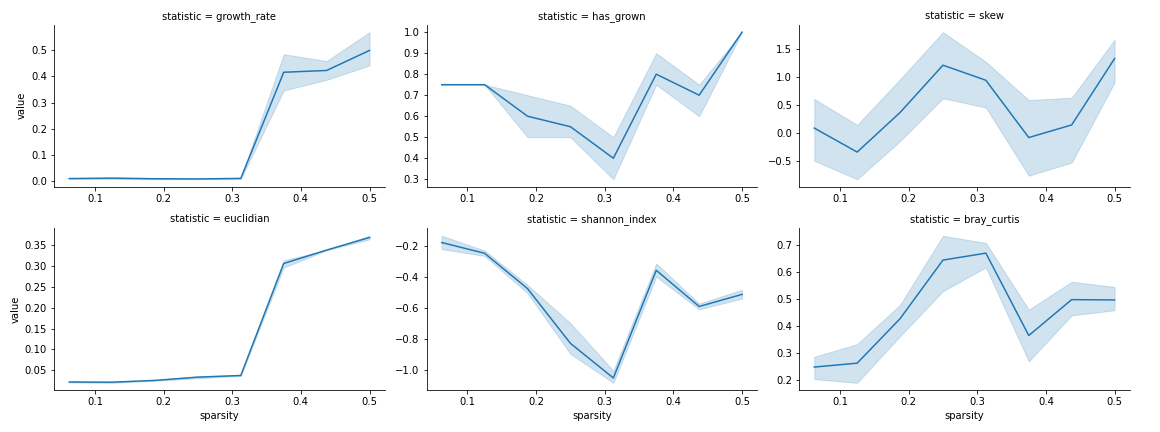 statistic = growth_rate
statistic = has_grown
statistic = skew
value
0.5
0.4
0.3
0.2
0.1
0.0
0.1 0.2 0.3 0.4 0.5
1.0
0.9
0.8
0.7
0.6
0.5
0.4
0.3
0.1 0.2 0.3 0.4 0.5
1.5
1.0
0.5
0.0
−0.5
0.1 0.2 0.3 0.4 0.5
statistic = euclidian
statistic = shannon_index
statistic = bray_curtis
value
0.35
0.30
0.25
0.20
0.15
0.10
0.05
0.1 0.2 0.3 0.4 0.5
sparsity
−0.2
−0.4
−0.6
−0.8
−1.0
0.1 0.2 0.3 0.4 0.5
sparsity
0.7
0.6
0.5
0.4
0.3
0.2
0.1 0.2 0.3 0.4 0.5
sparsity